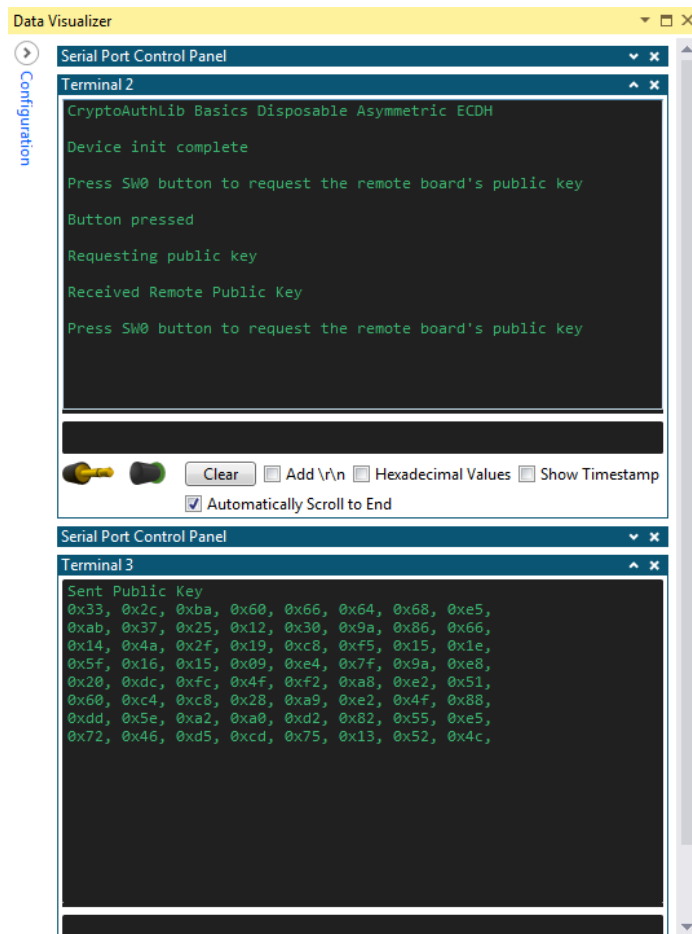 Data Visualizer
Configuration
Serial Port Control Panel
Terminal 2
CryptoAuthLib Basics Disposable Asymmetric ECDH
Device init complete
Press SW0 button to request the remote board's public key
Button pressed
Requesting public key
Received Remote Public Key
Press SW0 button to request the remote board's public key
Clear Add \r\n Hexadecimal Values Show Timestamp
Automatically Scroll to End
Serial Port Control Panel
Terminal 3
Sent Public Key
0x33, 0x2c, 0xba, 0x60, 0x66, 0x64, 0x68, 0xe5,
0xab, 0x37, 0x25, 0x12, 0x30, 0x9a, 0x86, 0x66,
0x14, 0x4a, 0x2f, 0x19, 0xc8, 0xf5, 0x15, 0x1e,
0x5f, 0x16, 0x15, 0x09, 0xe4, 0x7f, 0x9a, 0xe8,
0x20, 0xdc, 0xfc, 0x4f, 0xf2, 0xa8, 0xe2, 0x51,
0x60, 0xc4, 0xc8, 0x28, 0xa9, 0xe2, 0x4f, 0x88,
0xdd, 0x5e, 0xa2, 0xa0, 0xd2, 0x82, 0x55, 0xe5,
0x72, 0x46, 0xd5, 0xcd, 0x75, 0x13, 0x52, 0x4c,